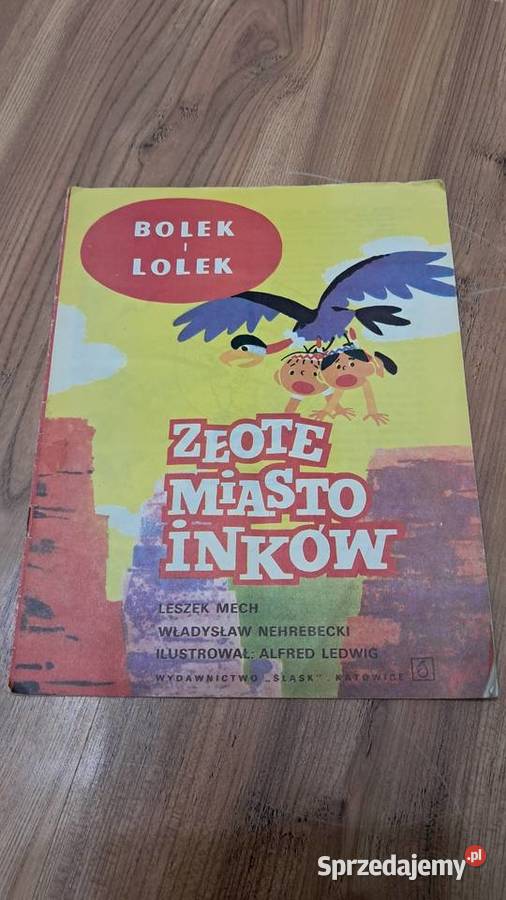 BOLEK
I
LOLEK
ZŁOTE
MiASTO
iNKÓW
LESZEK MECH
WŁADYSŁAW NEHREBECKI
ILUSTROWAŁ: ALFRED LEDWIG
WYDAWNICTWO „ŚLĄSK". KATOWICE
Sprzedajemy.pl